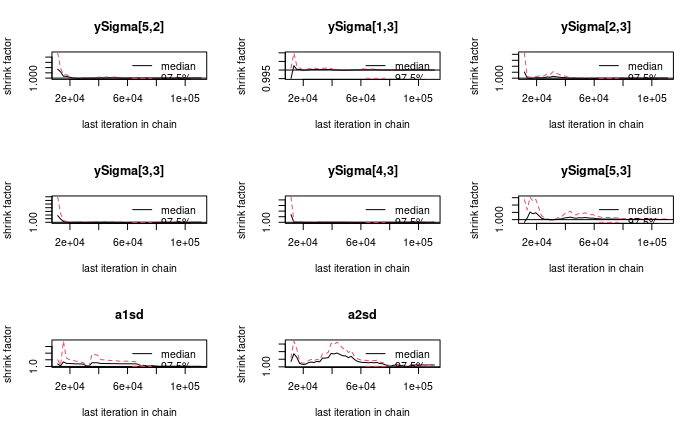 ySigma[5,2] ySigma[1,3] ySigma[2,3]
shrink factor 1.000 median 97.5% shrink factor 0.995 median 97.5% shrink factor 1.000 median 97.5%
2e+04 6e+04 1e+05 2e+04 6e+04 1e+05 2e+04 6e+04 1e+05
last iteration in chain last iteration in chain last iteration in chain
ySigma[3,3] ySigma[4,3] ySigma[5,3]
shrink factor 1.00 median 97.5% shrink factor 1.00 median 97.5% shrink factor 1.000 median 97.5%
2e+04 6e+04 1e+05 2e+04 6e+04 1e+05 2e+04 6e+04 1e+05
last iteration in chain last iteration in chain last iteration in chain
a1sd a2sd
shrink factor 1.0 median 97.5% shrink factor 1.00 median 97.5%
2e+04 6e+04 1e+05 2e+04 6e+04 1e+05
last iteration in chain last iteration in chain